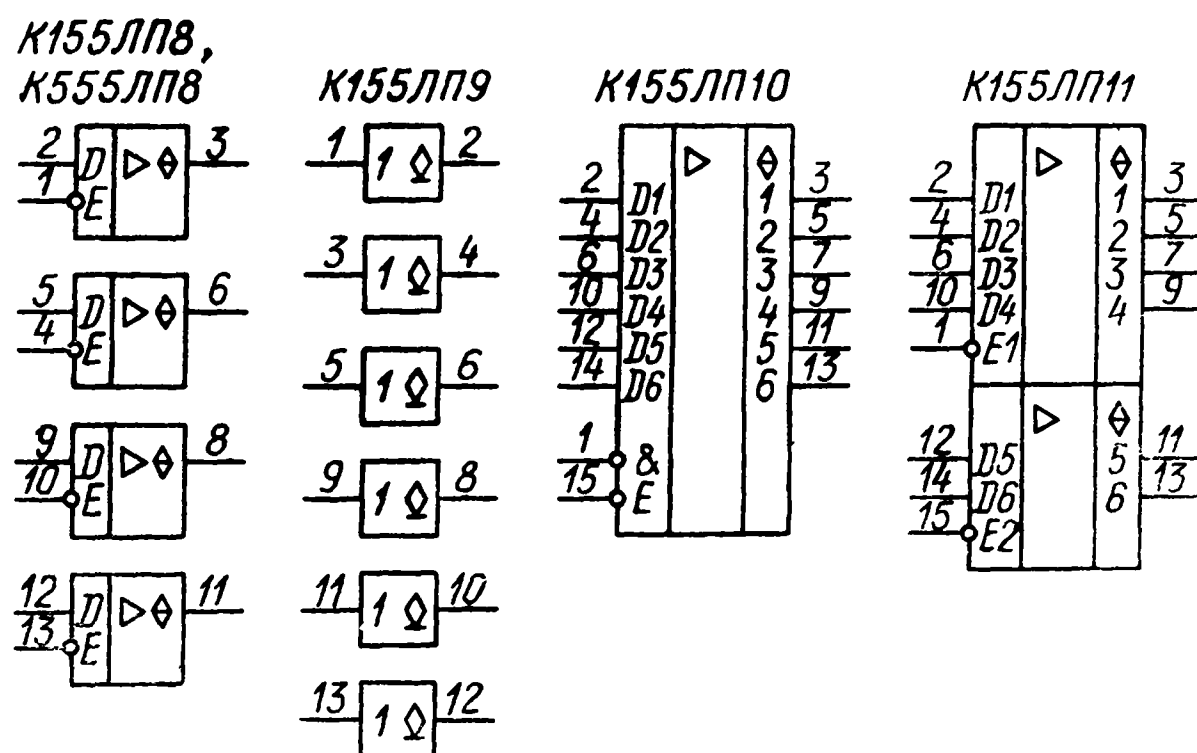 К155ЛП8,
К555ЛП8
К155ЛП9
К155ЛП10
К155ЛП11
2 D 3
1 E
5 D 6
4 E
9 D 8
10 E
12 D 11
13 E
1 1 2
3 1 4
5 1 6
9 1 8
11 1 10
13 1 12
2 D1 1 3
4 D2 2 5
6 D3 3 7
10 D4 4 9
12 D5 5 11
14 D6 6 13
1 &
15 E
2 D1 1 3
4 D2 2 5
6 D3 3 7
10 D4 4 9
1 E1
12 D5 5 11
14 D6 6 13
15 E2